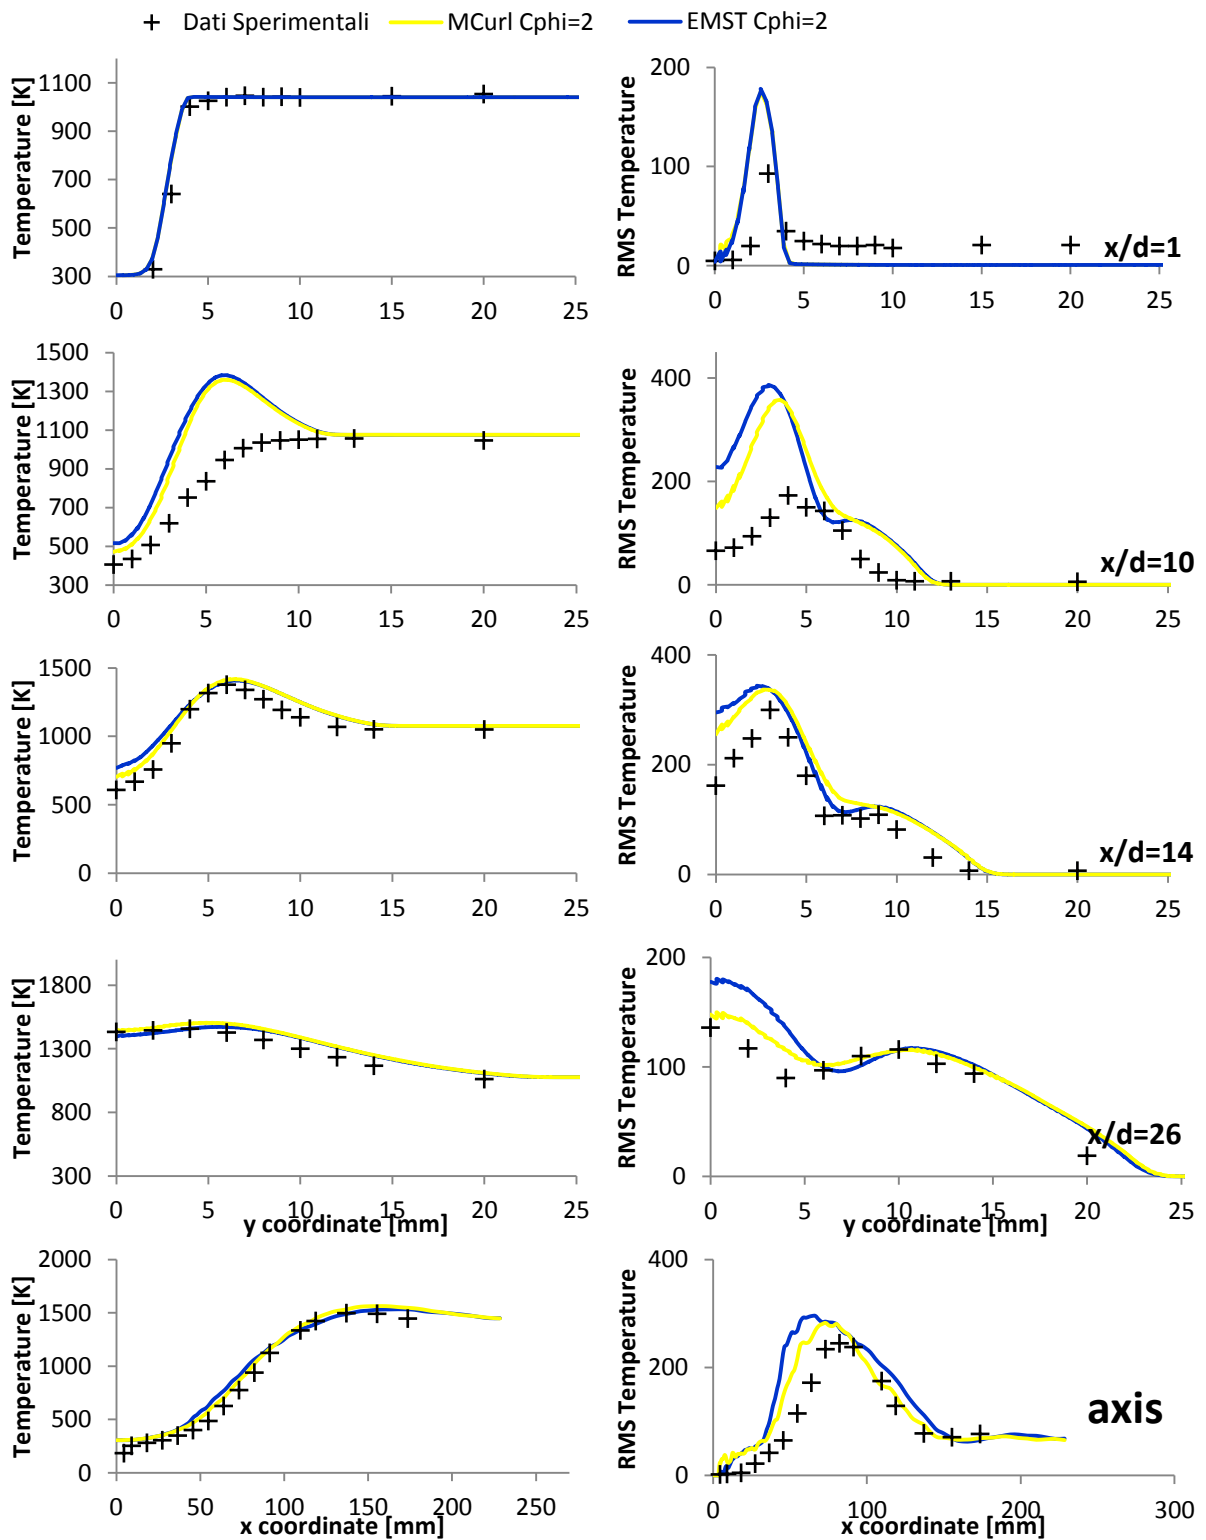 Dati Sperimentali MCurl Cphi=2 EMST Cphi=2
Temperature [K]
1100
900
700
500
300
0 5 10 15 20 25
RMS Temperature
200
100
0
x/d=1
0 5 10 15 20 25
Temperature [K]
1500
1300
1100
900
700
500
300
0 5 10 15 20 25
RMS Temperature
400
200
0
x/d=10
0 5 10 15 20 25
Temperature [K]
1500
1000
500
0
0 5 10 15 20 25
RMS Temperature
400
200
0
x/d=14
0 5 10 15 20 25
Temperature [K]
1800
1300
800
300
0 5 10 15 20 25
y coordinate [mm]
RMS Temperature
200
100
0
x/d=26
0 5 10 15 20 25
y coordinate [mm]
Temperature [K]
2000
1500
1000
500
0
0 50 100 150 200 250
x coordinate [mm]
RMS Temperature
400
200
0
axis
0 100 200 300
x coordinate [mm]